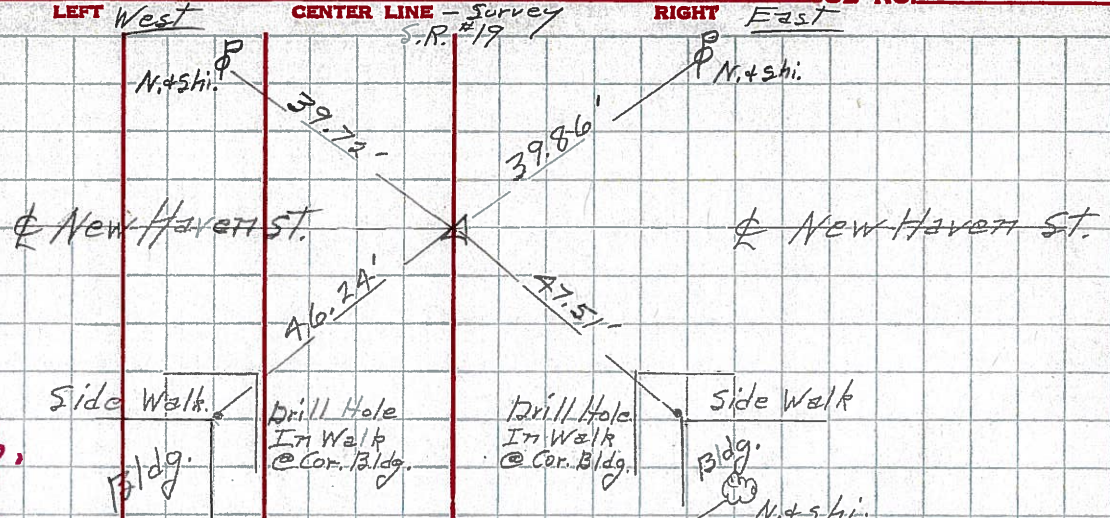 LEFT West CENTER LINE – Survey RIGHT East
S.R. #19
N.&Shi. N.&Shi.
39.72' 39.86'
℄ New Haven St. ℄ New Haven St.
46.24' 47.51'
Side Walk. Drill Hole Drill Hole Side Walk
In Walk In Walk
@ Cor. Bldg. @ Cor. Bldg.
Bldg. Bldg.
N.&Shi.